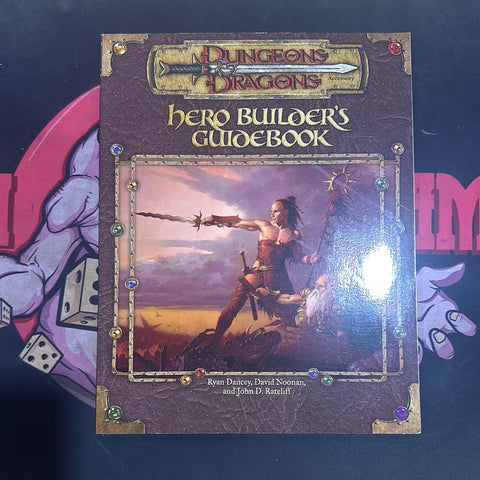 DUNGEONS
DRAGONS
Accessory
HERO BUILDER'S
GUIDEBOOK
Ryan Dancey, David Noonan,
and John D. Rateliff